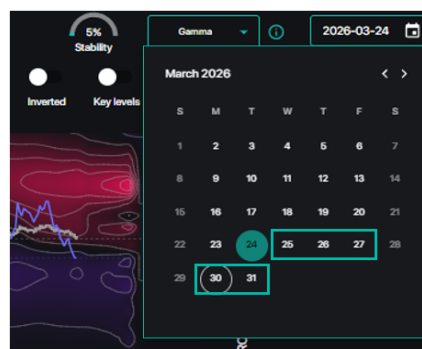 5%
Stability
Gamma
2026-03-24
Inverted
Key levels
March 2026
S M T W T F S
1 2 3 4 5 6 7
8 9 10 11 12 13 14
15 16 17 18 19 20 21
22 23 24 25 26 27 28
29 30 31